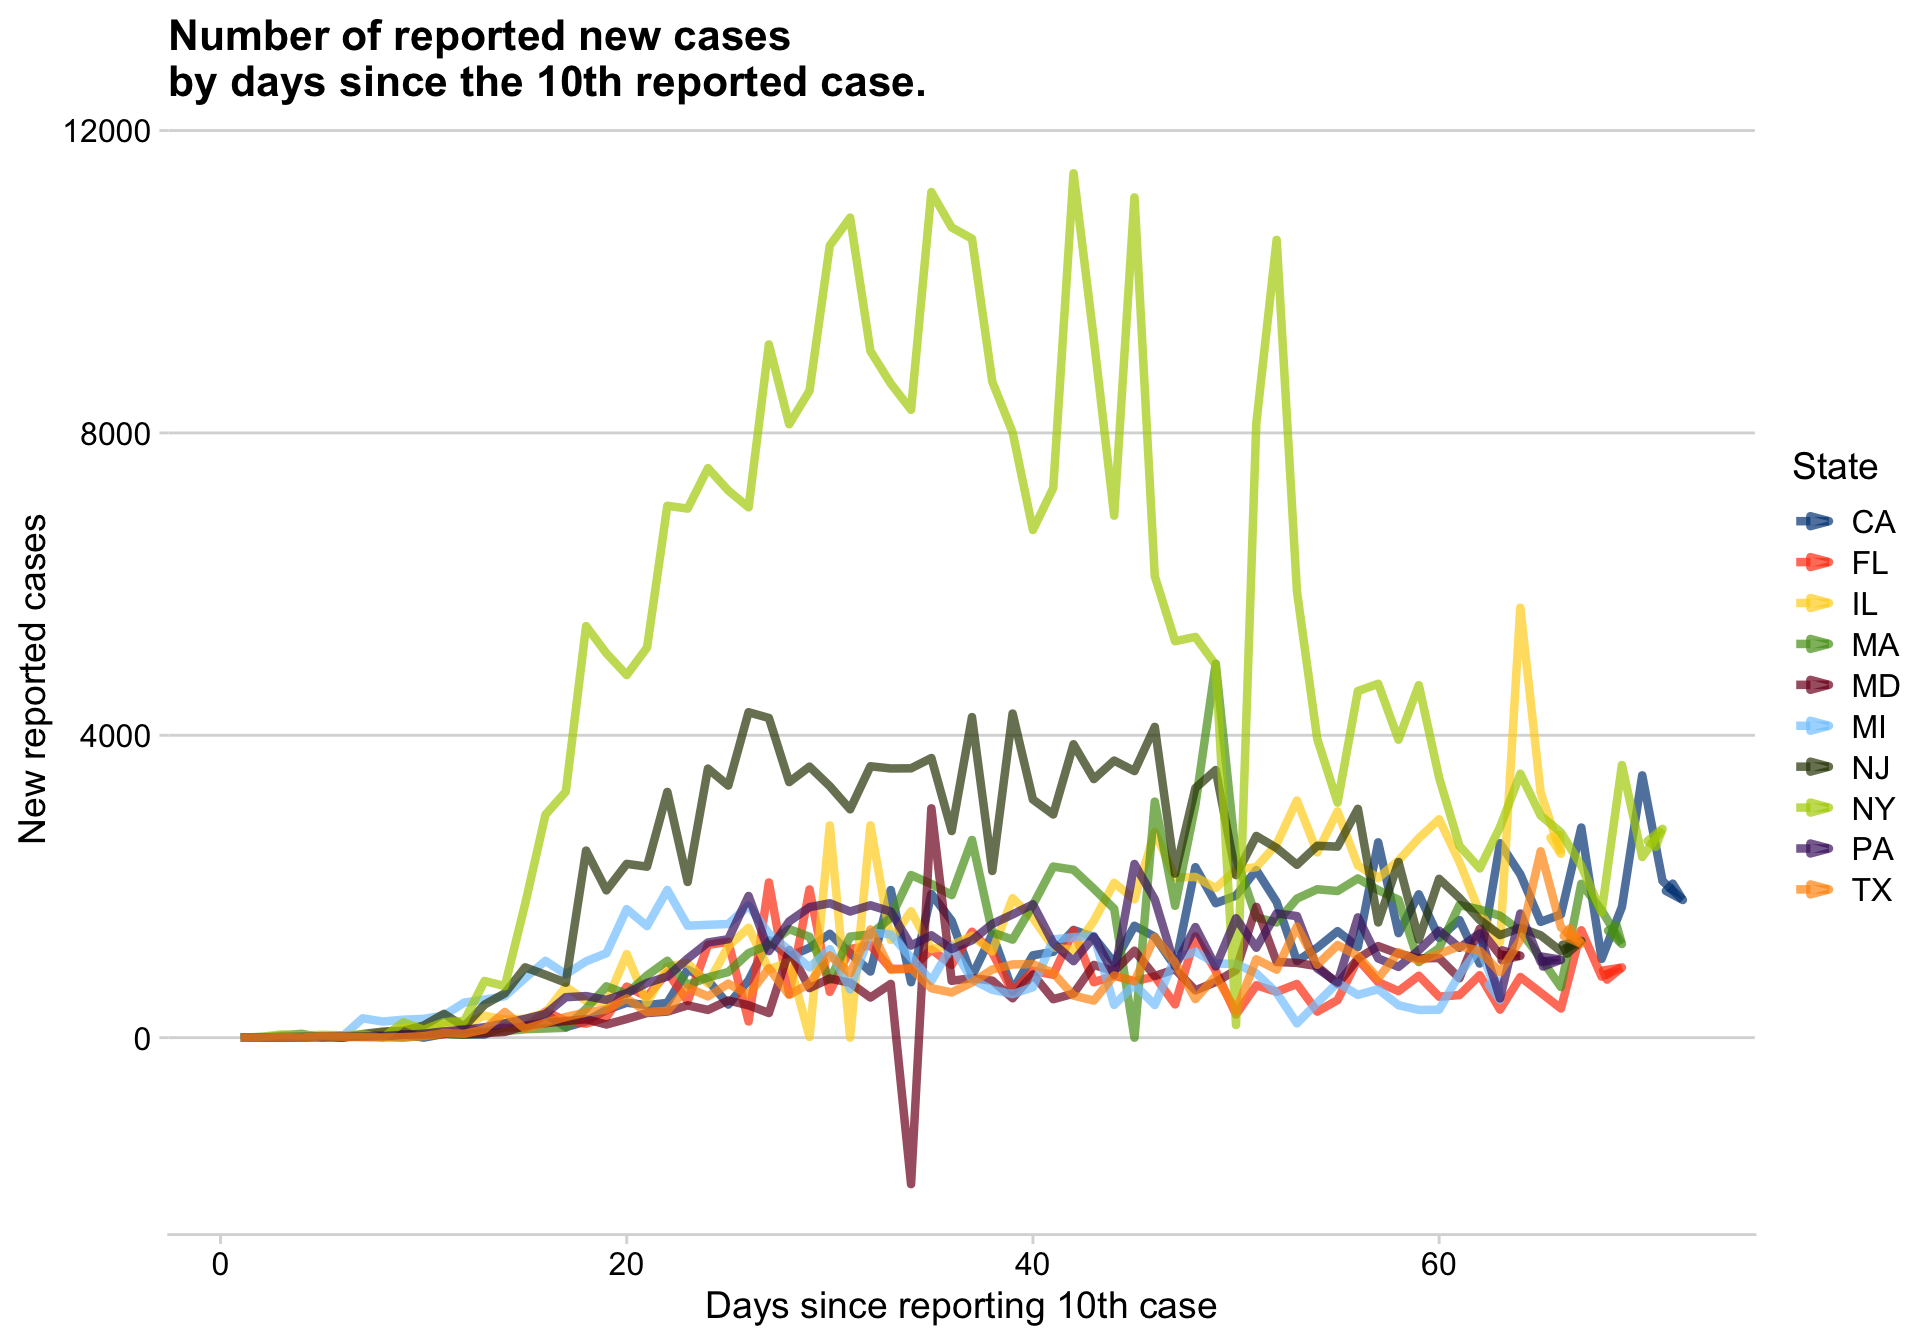 Number of reported new cases
by days since the 10th reported case.
12000
8000
4000
0
New reported cases
0
20
40
60
Days since reporting 10th case
State
CA
FL
IL
MA
MD
MI
NJ
NY
PA
TX